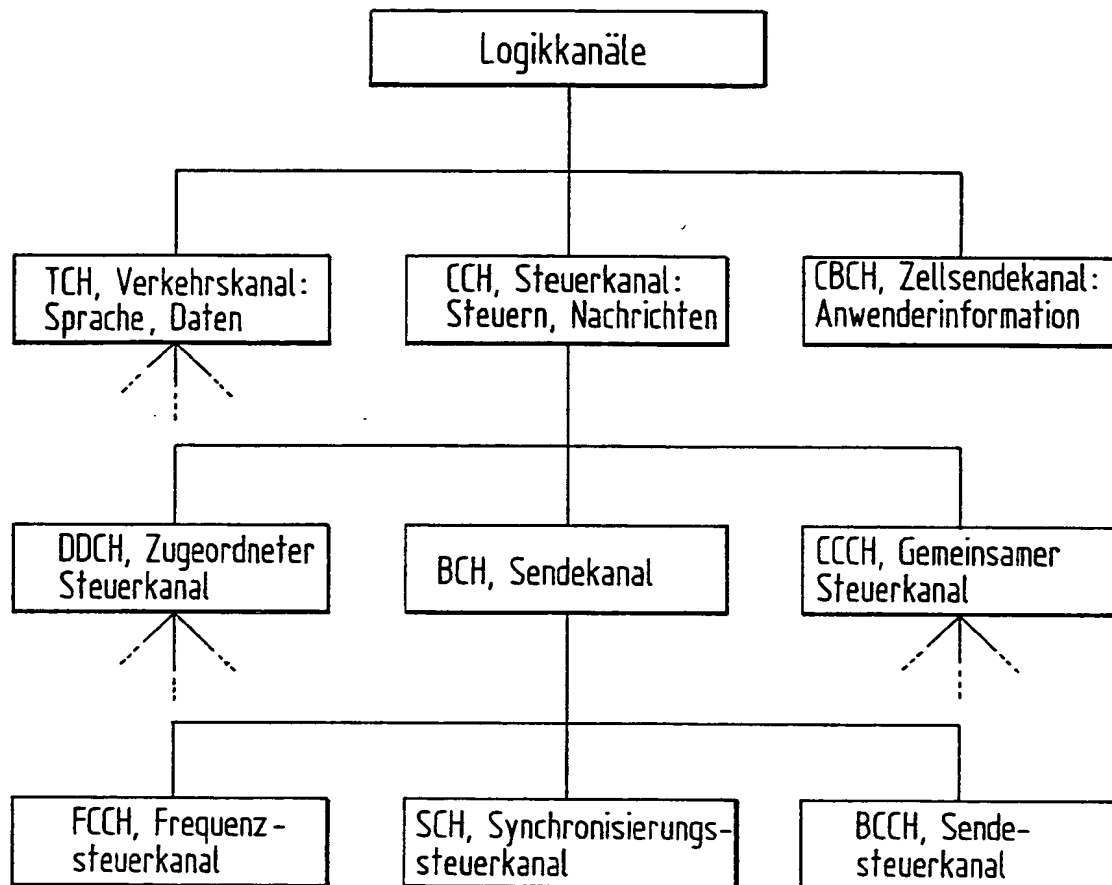 Logikkanäle
TCH, Verkehrskanal:
Sprache, Daten
CCH, Steuerkanal:
Steuern, Nachrichten
CBCH, Zellsendekanal:
Anwenderinformation
DDCH, Zugeordneter
Steuerkanal
BCH, Sendekanal
CCCH, Gemeinsamer
Steuerkanal
FCCH, Frequenz-
steuerkanal
SCH, Synchronisierungs-
steuerkanal
BCCH, Sende-
steuerkanal